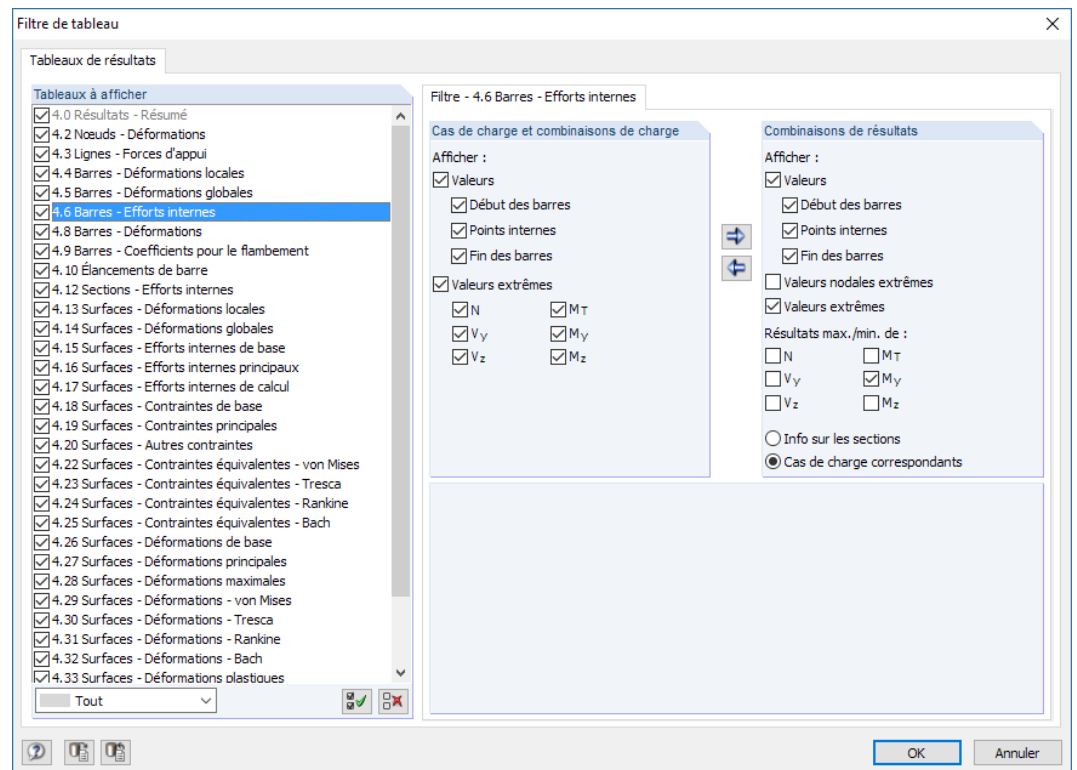 Filtre de tableau
Tableaux de résultats
Tableaux à afficher
4.0 Résultats - Résumé
4.2 Nœuds - Déformations
4.3 Lignes - Forces d'appui
4.4 Barres - Déformations locales
4.5 Barres - Déformations globales
4.6 Barres - Efforts internes
4.8 Barres - Déformations
4.9 Barres - Coefficients pour le flambement
4.10 Élancements de barre
4.12 Sections - Efforts internes
4.13 Surfaces - Déformations locales
4.14 Surfaces - Déformations globales
4.15 Surfaces - Efforts internes de base
4.16 Surfaces - Efforts internes principaux
4.17 Surfaces - Efforts internes de calcul
4.18 Surfaces - Contraintes de base
4.19 Surfaces - Contraintes principales
4.20 Surfaces - Autres contraintes
4.22 Surfaces - Contraintes équivalentes - von Mises
4.23 Surfaces - Contraintes équivalentes - Tresca
4.24 Surfaces - Contraintes équivalentes - Rankine
4.25 Surfaces - Contraintes équivalentes - Bach
4.26 Surfaces - Déformations de base
4.27 Surfaces - Déformations principales
4.28 Surfaces - Déformations maximales
4.29 Surfaces - Déformations - von Mises
4.30 Surfaces - Déformations - Tresca
4.31 Surfaces - Déformations - Rankine
4.32 Surfaces - Déformations - Bach
4.33 Surfaces - Déformations plastiques
Tout
Filtre - 4.6 Barres - Efforts internes
Cas de charge et combinaisons de charge
Afficher :
Valeurs
Début des barres
Points internes
Fin des barres
Valeurs extrêmes
N MT
Vy My
Vz Mz
Combinaisons de résultats
Afficher :
Valeurs
Début des barres
Points internes
Fin des barres
Valeurs nodales extrêmes
Valeurs extrêmes
Résultats max./min. de :
N MT
Vy My
Vz Mz
Info sur les sections
Cas de charge correspondants
OK Annuler